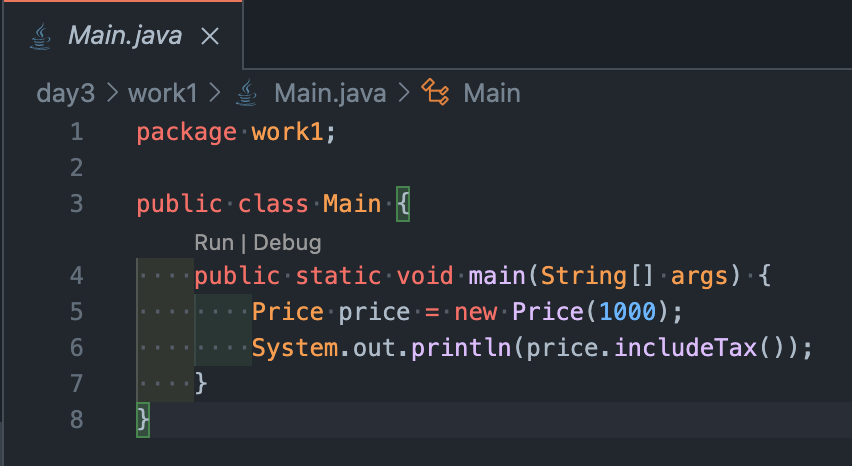 Main.java ×
day3 > work1 > Main.java > Main
1 package work1;
2
3 public class Main {
Run | Debug
4 public static void main(String[] args) {
5 Price price = new Price(1000);
6 System.out.println(price.includeTax());
7 }
8 }